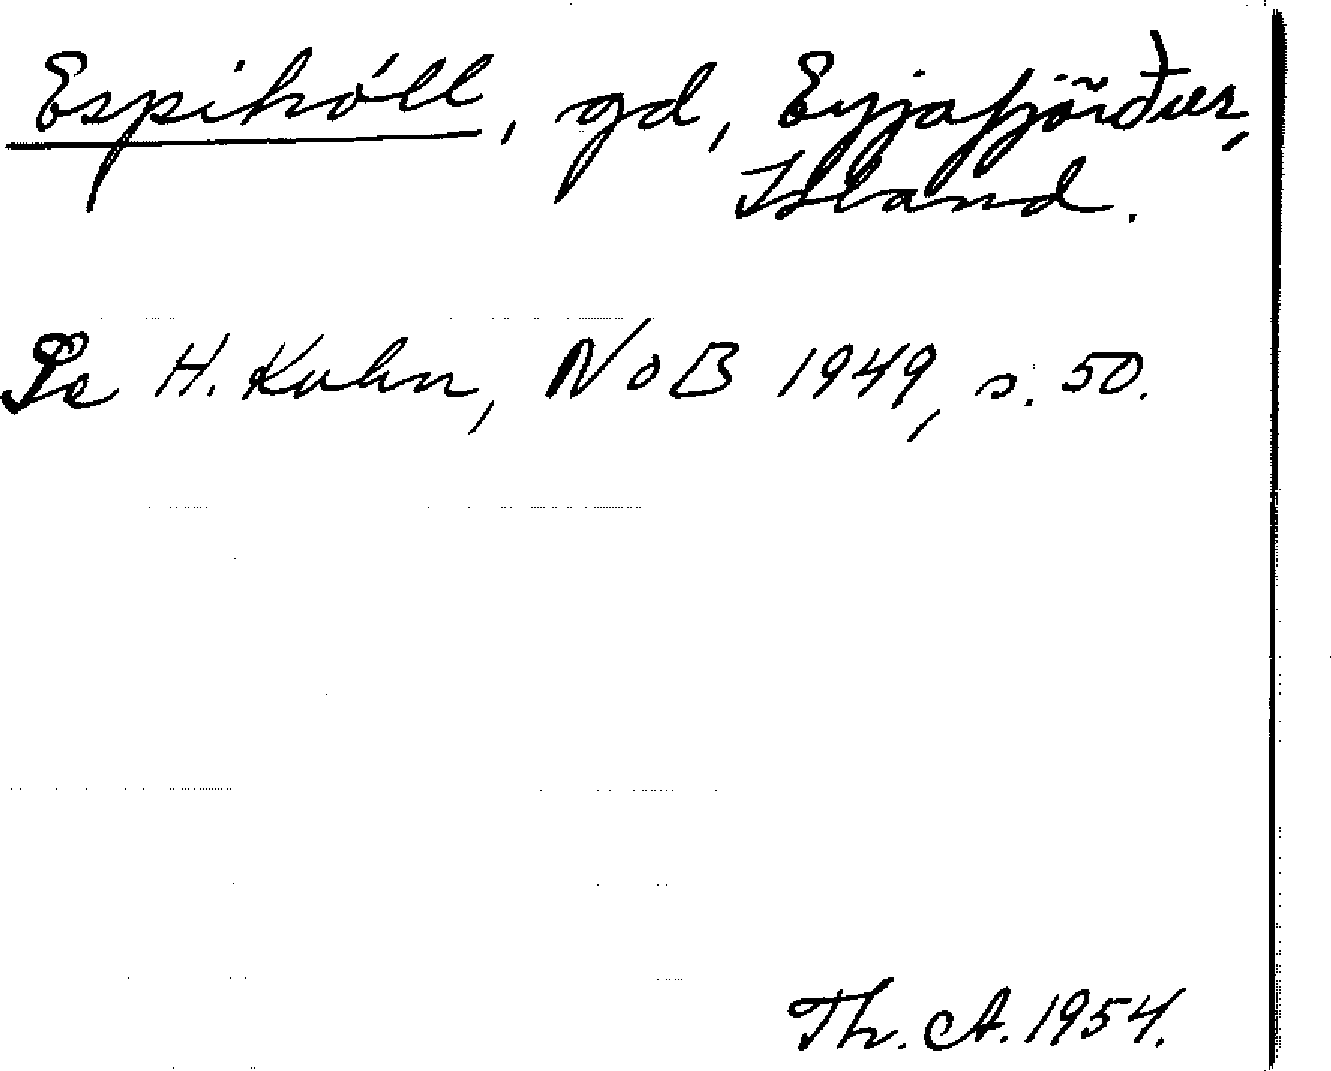 Espihóll, gd, Eyjafjörður,
Island.
Se H. Kuhn, NoB 1949, s. 50.
Th. A. 1954.